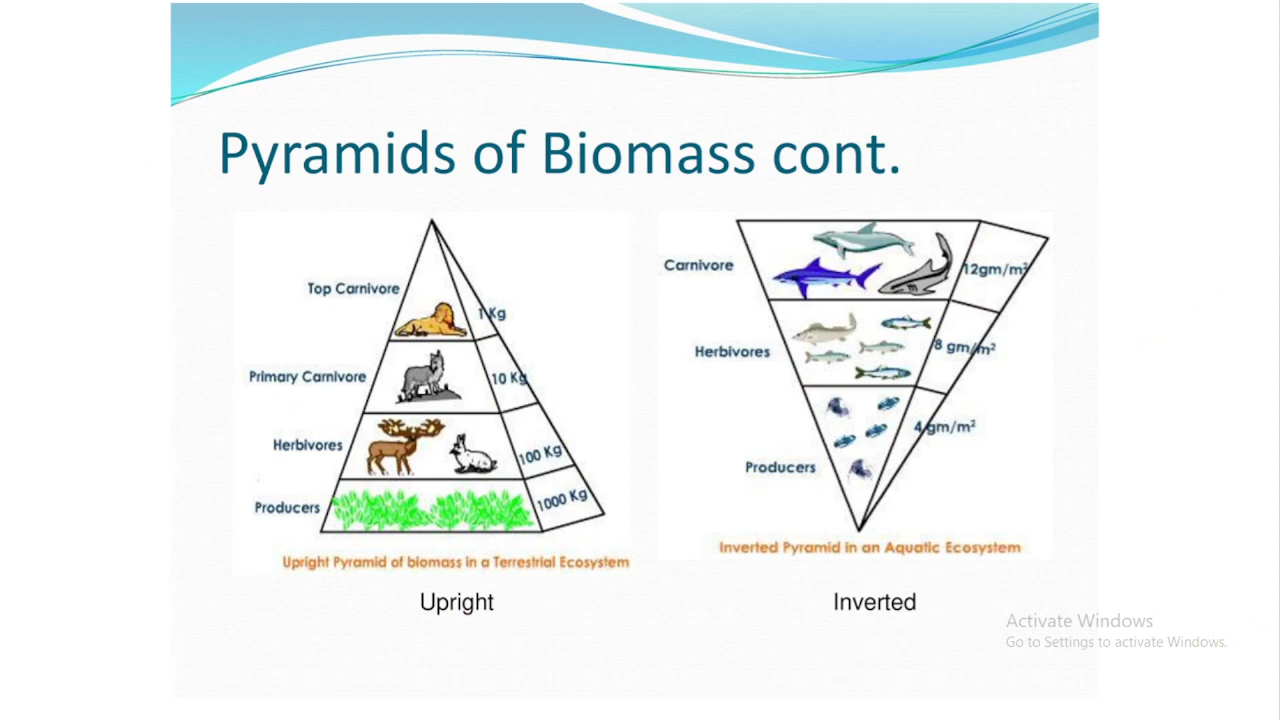 Pyramids of Biomass cont.
Top Carnivore
1 Kg
Primary Carnivore
10 Kg
Herbivores
100 Kg
Producers
1000 Kg
Upright Pyramid of biomass in a Terrestrial Ecosystem
Upright
Carnivore
12gm/m²
Herbivores
8 gm/m²
4 gm/m²
Producers
Inverted Pyramid in an Aquatic Ecosystem
Inverted
Activate Windows
Go to Settings to activate Windows.